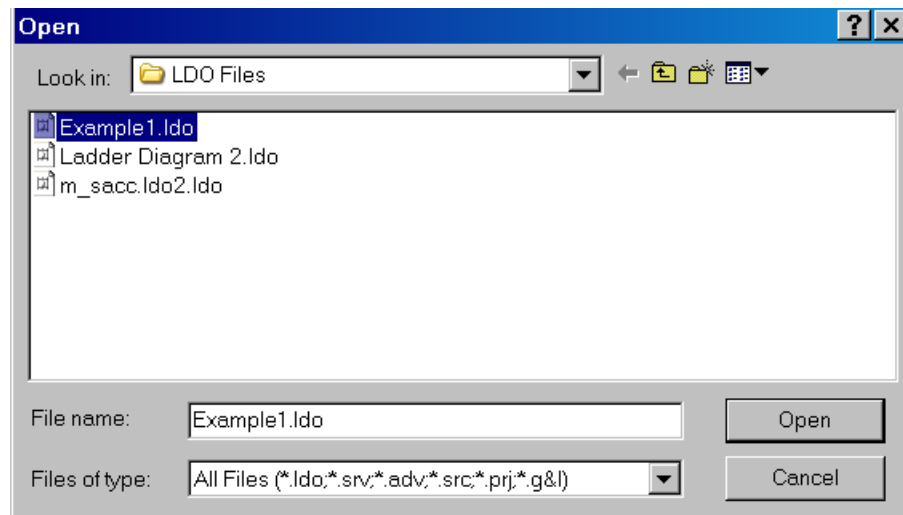 Open
Look in: LDO Files
Example1.ldo
Ladder Diagram 2.ldo
m_sacc.ldo2.ldo
File name: Example1.ldo Open
Files of type: All Files (*.ldo;*.srv;*.adv;*.src;*.prj;*.g&l) Cancel